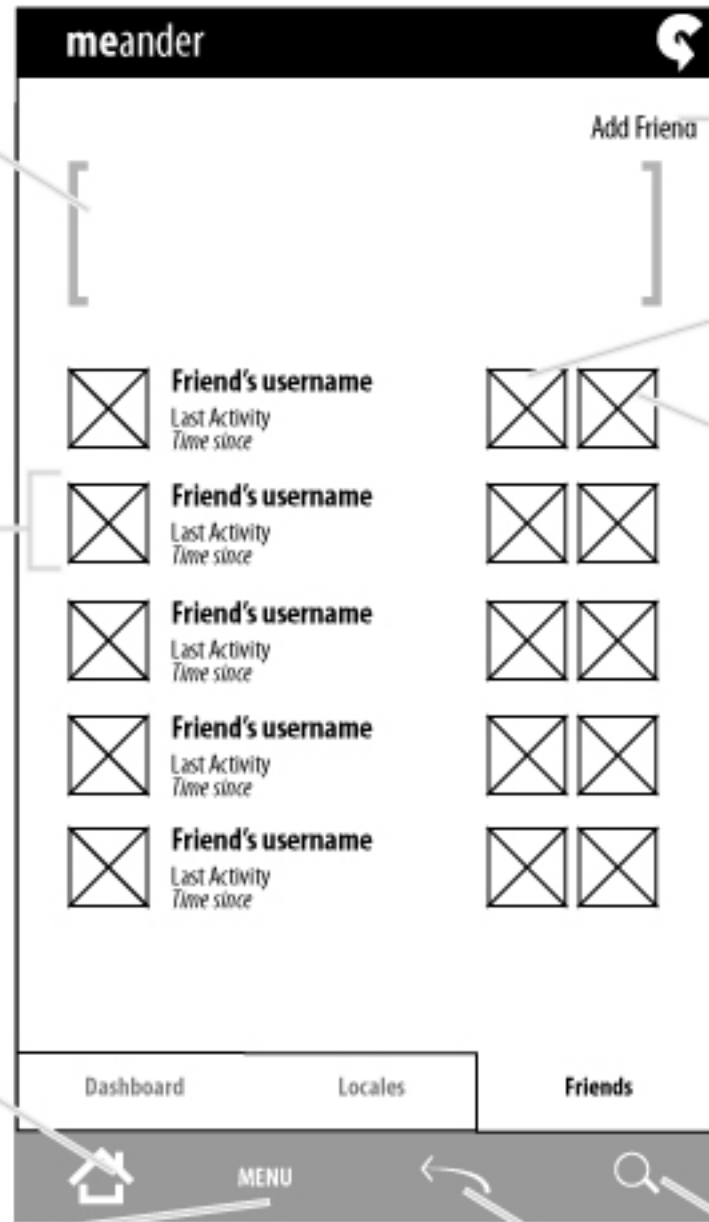 meander
Add Friend
Friend's username
Last Activity
Time since
Friend's username
Last Activity
Time since
Friend's username
Last Activity
Time since
Friend's username
Last Activity
Time since
Friend's username
Last Activity
Time since
Dashboard Locales Friends
MENU